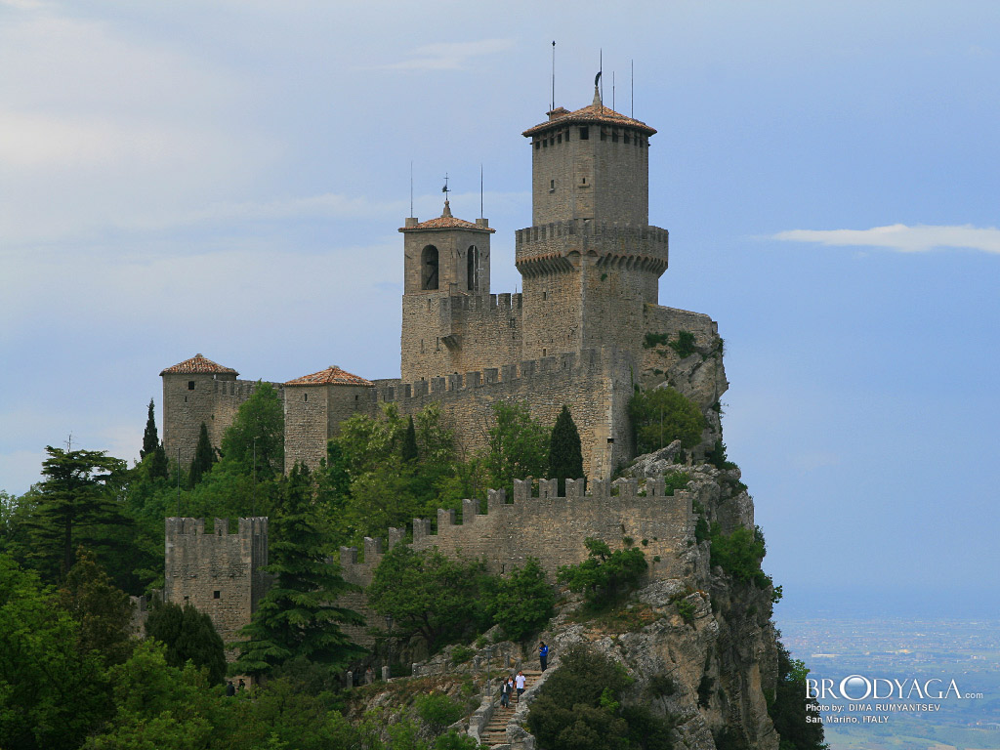 BRODYAGA.com
Photo by: DIMA RUMYANTSEV
San Marino, ITALY